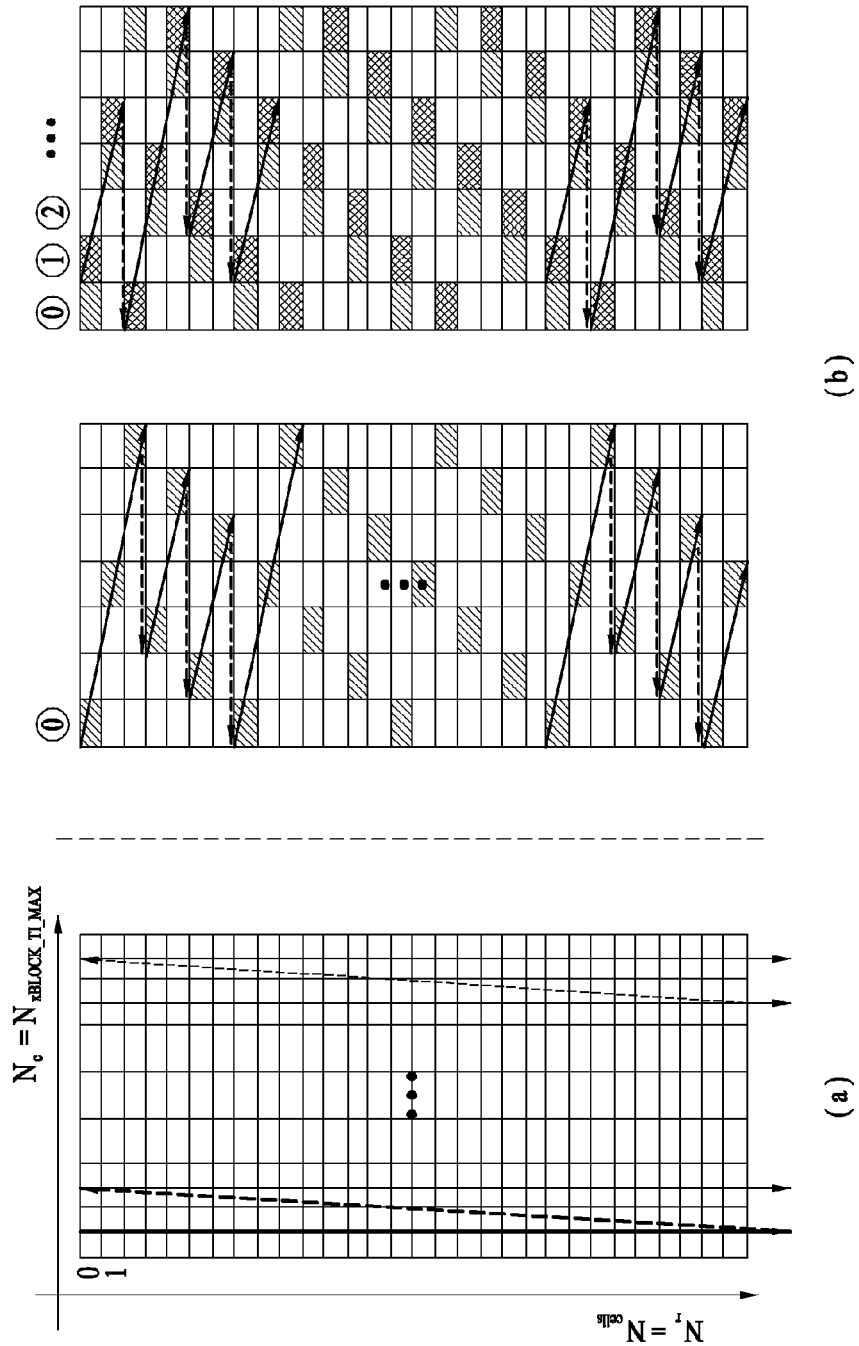 N_c = N_xBLOCK_TI_MAX
0
1
N_r = N_cells
(a)
0
0 1 2 •••
(b)